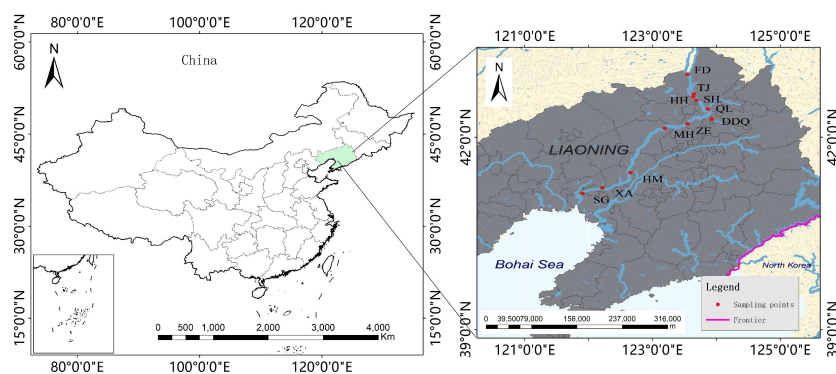 80°0'0"E 100°0'0"E 120°0'0"E
60°0'0"N
45°0'0"N
30°0'0"N
15°0'0"N
N
China
0 500 1,000 2,000 3,000 4,000
Km
80°0'0"E 100°0'0"E 120°0'0"E
121°0'0"E 123°0'0"E 125°0'0"E
42°0'0"N
39°0'0"N
N
FD
TJ
HH
SH
QL
DDQ
ZE
MH
LIAONING
HM
XA
SG
Bohai Sea
North Korea
Legend
Sampling points
Frontier
0 39,50079,000 158,000 237,000 316,000
m
121°0'0"E 123°0'0"E 125°0'0"E
42°0'0"N
39°0'0"N